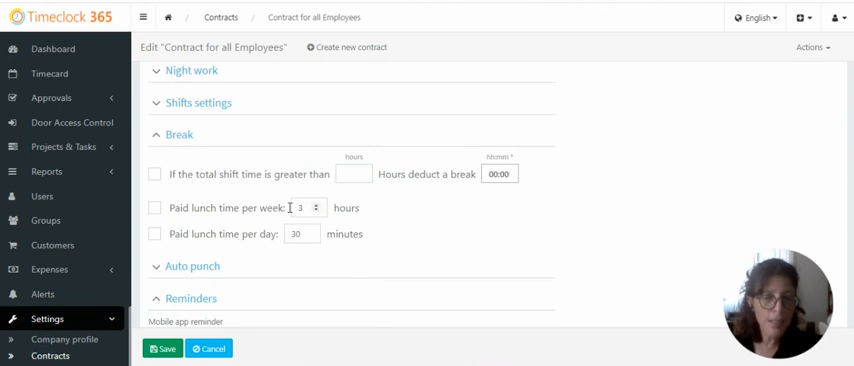 Timeclock 365
Contracts
Contract for all Employees
English
Edit "Contract for all Employees"
Create new contract
Actions
Dashboard
Timecard
Approvals
Door Access Control
Projects & Tasks
Reports
Users
Groups
Customers
Expenses
Alerts
Settings
Company profile
Contracts
Night work
Shifts settings
Break
hours
hh:mm *
If the total shift time is greater than Hours deduct a break 00:00
Paid lunch time per week: 3 hours
Paid lunch time per day: 30 minutes
Auto punch
Reminders
Mobile app reminder
Save
Cancel